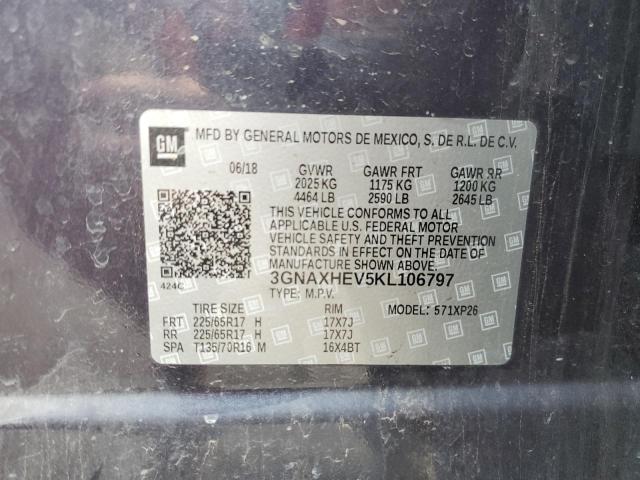 GM MFD BY GENERAL MOTORS DE MEXICO, S. DE R.L. DE C.V.
06/18 GVWR GAWR FRT GAWR RR
2025 KG 1175 KG 1200 KG
4464 LB 2590 LB 2645 LB
THIS VEHICLE CONFORMS TO ALL
APPLICABLE U.S. FEDERAL MOTOR
VEHICLE SAFETY AND THEFT PREVENTION
STANDARDS IN EFFECT ON THE DATE OF
MANUFACTURE SHOWN ABOVE.
424C 3GNAXHEV5KL106797
TYPE: M.P.V. MODEL: 571XP26
TIRE SIZE RIM
FRT 225/65R17 H 17X7J
RR 225/65R17 H 17X7J
SPA T135/70R16 M 16X4BT